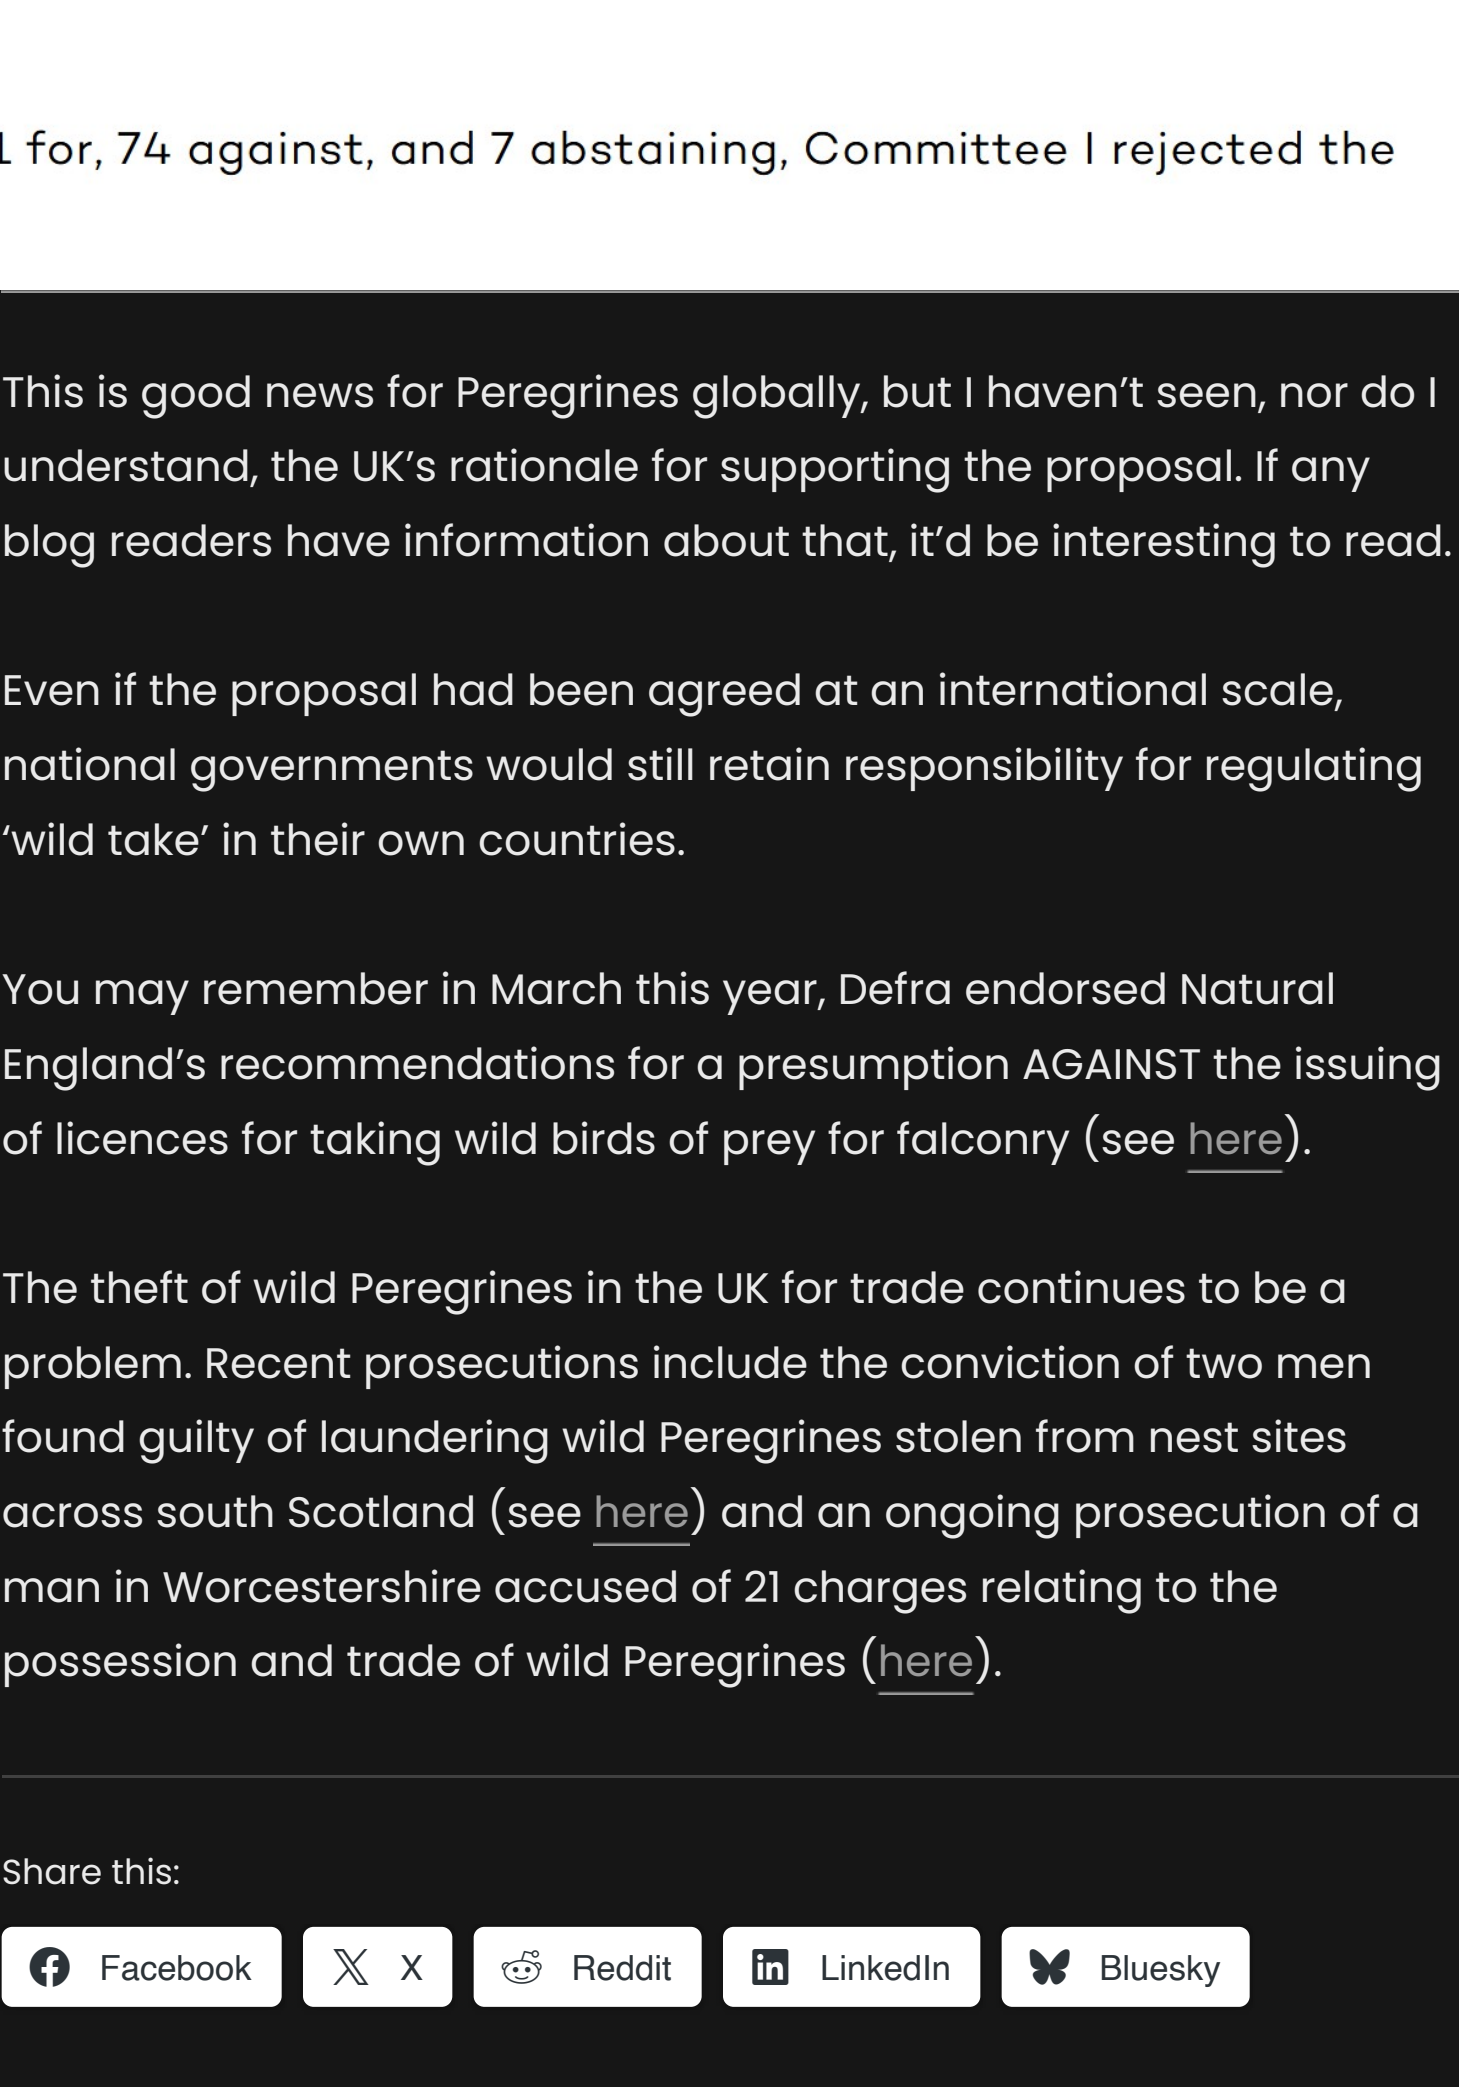 for, 74 against, and 7 abstaining, Committee I rejected the
This is good news for Peregrines globally, but I haven’t seen, nor do I
understand, the UK’s rationale for supporting the proposal. If any
blog readers have information about that, it’d be interesting to read.
Even if the proposal had been agreed at an international scale,
national governments would still retain responsibility for regulating
‘wild take’ in their own countries.
You may remember in March this year, Defra endorsed Natural
England’s recommendations for a presumption AGAINST the issuing
of licences for taking wild birds of prey for falconry (see here).
The theft of wild Peregrines in the UK for trade continues to be a
problem. Recent prosecutions include the conviction of two men
found guilty of laundering wild Peregrines stolen from nest sites
across south Scotland (see here) and an ongoing prosecution of a
man in Worcestershire accused of 21 charges relating to the
possession and trade of wild Peregrines (here).
Share this:
Facebook X Reddit LinkedIn Bluesky